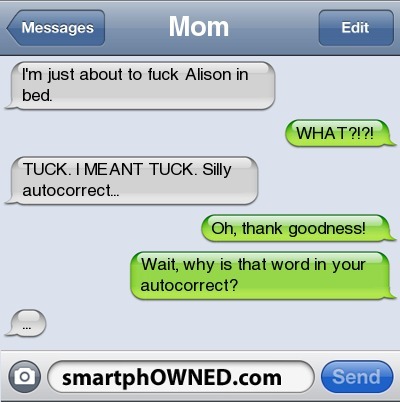 Messages
Mom
Edit
I'm just about to fuck Alison in
bed.
WHAT?!?!
TUCK. I MEANT TUCK. Silly
autocorrect...
Oh, thank goodness!
Wait, why is that word in your
autocorrect?
...
smartphOWNED.com
Send